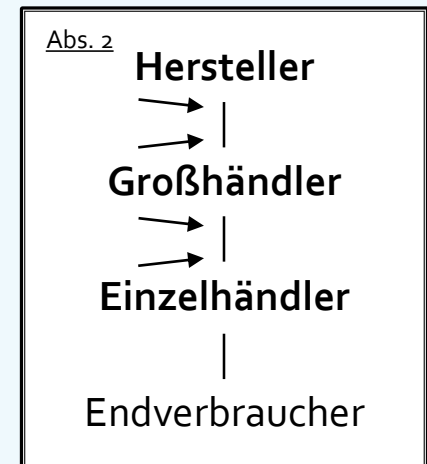 Abs. 2
Hersteller
Großhändler
Einzelhändler
Endverbraucher